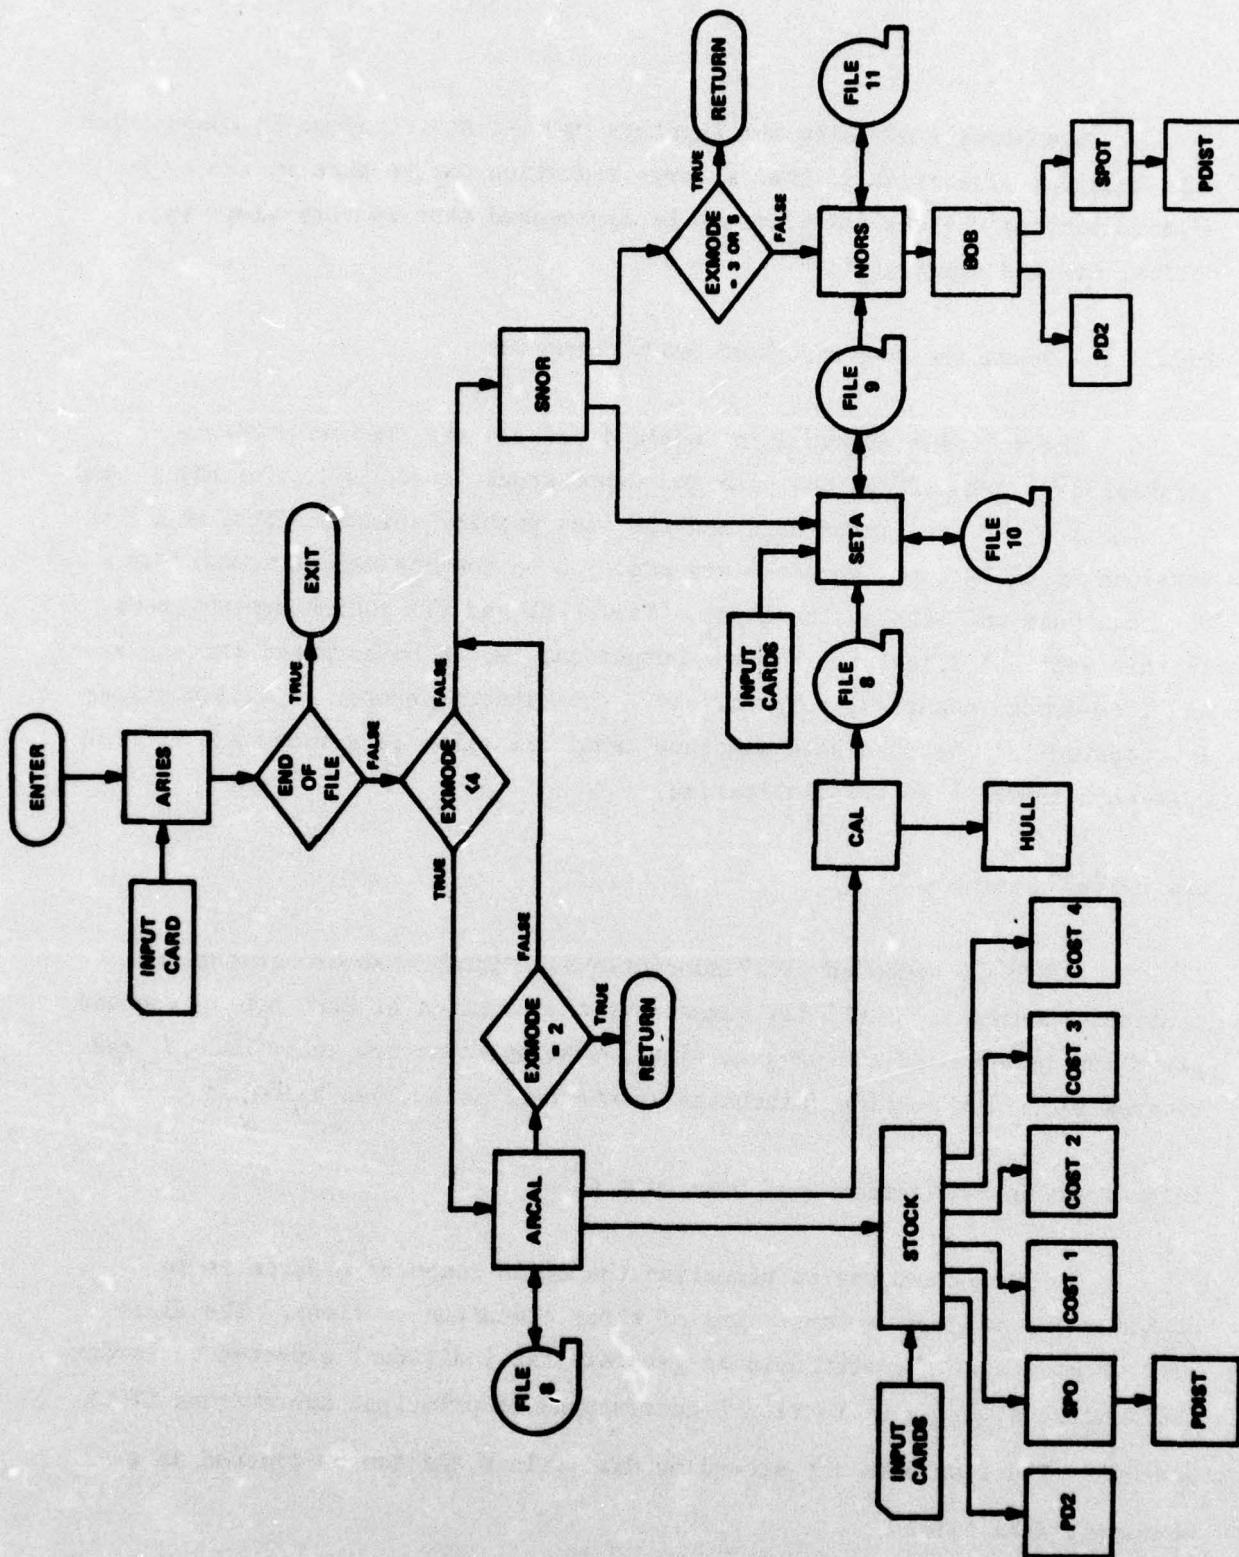 ENTER
INPUT
CARD
ARIES
END
OF
FILE
TRUE
EXIT
FALSE
EXMODE
<4
TRUE
FALSE
FILE
8
ARCAL
EXMODE
= 2
FALSE
TRUE
RETURN
SNOR
EXMODE
= 3 OR 5
TRUE
RETURN
FALSE
INPUT
CARDS
STOCK
PD2
SPO
PDIST
COST 1
COST 2
COST 3
COST 4
CAL
HULL
FILE
8
INPUT
CARDS
SETA
FILE
10
FILE
9
NORS
FILE
11
BOB
PD2
SPOT
PDIST